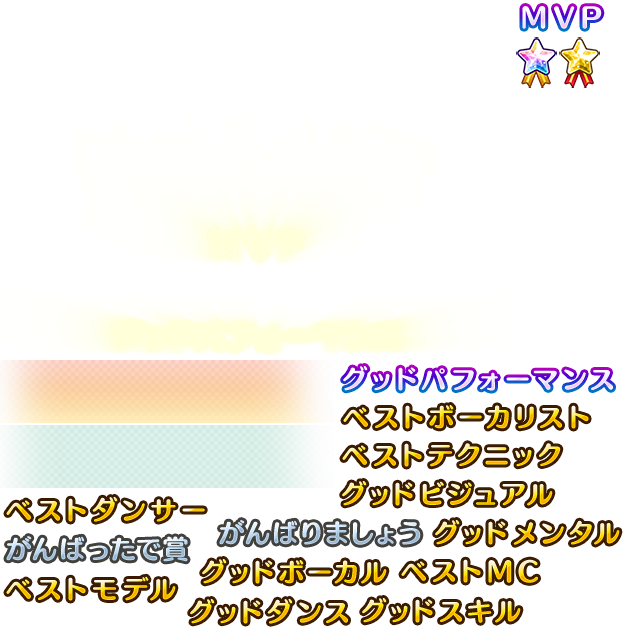 MVP
グッドパフォーマンス
ベストボーカリスト
ベストテクニック
グッドビジュアル
ベストダンサー
がんばりましょう
グッドメンタル
がんばったで賞
グッドボーカル
ベストMC
ベストモデル
グッドダンス
グッドスキル